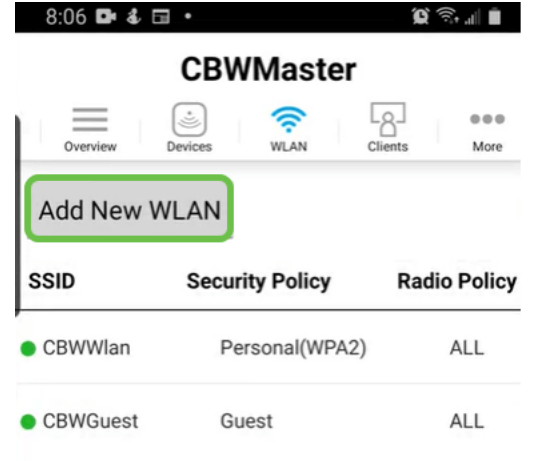 8:06
CBWMaster
Overview Devices WLAN Clients More
Add New WLAN
SSID Security Policy Radio Policy
CBWWlan Personal(WPA2) ALL
CBWGuest Guest ALL